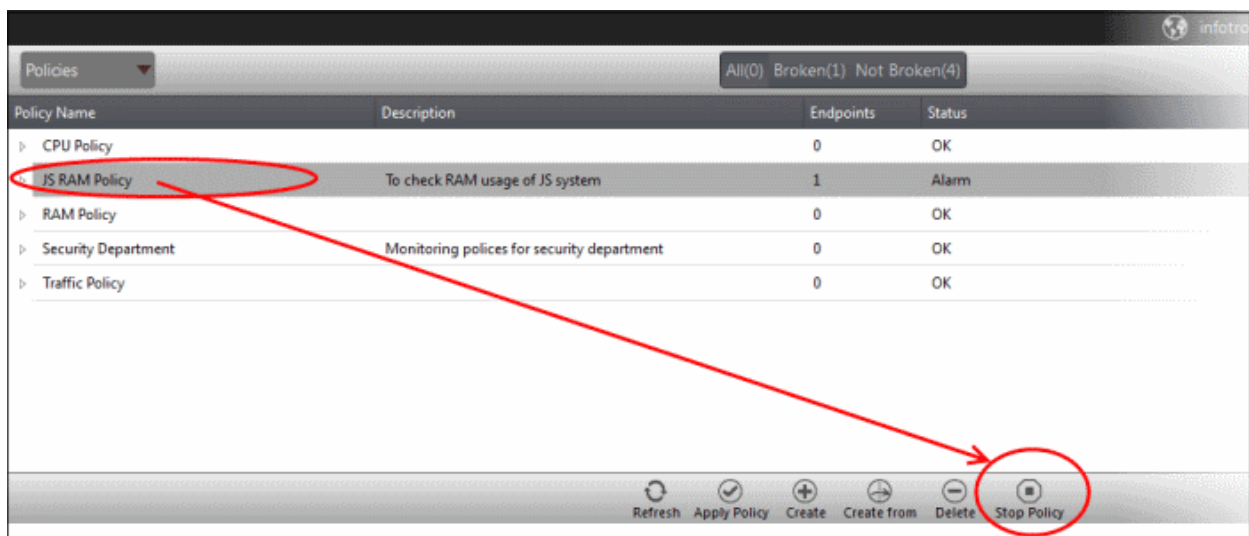 infotro
Policies
All(0) Broken(1) Not Broken(4)
Policy Name Description Endpoints Status
CPU Policy 0 OK
JS RAM Policy To check RAM usage of JS system 1 Alarm
RAM Policy 0 OK
Security Department Monitoring polices for security department 0 OK
Traffic Policy 0 OK
Refresh Apply Policy Create Create from Delete Stop Policy